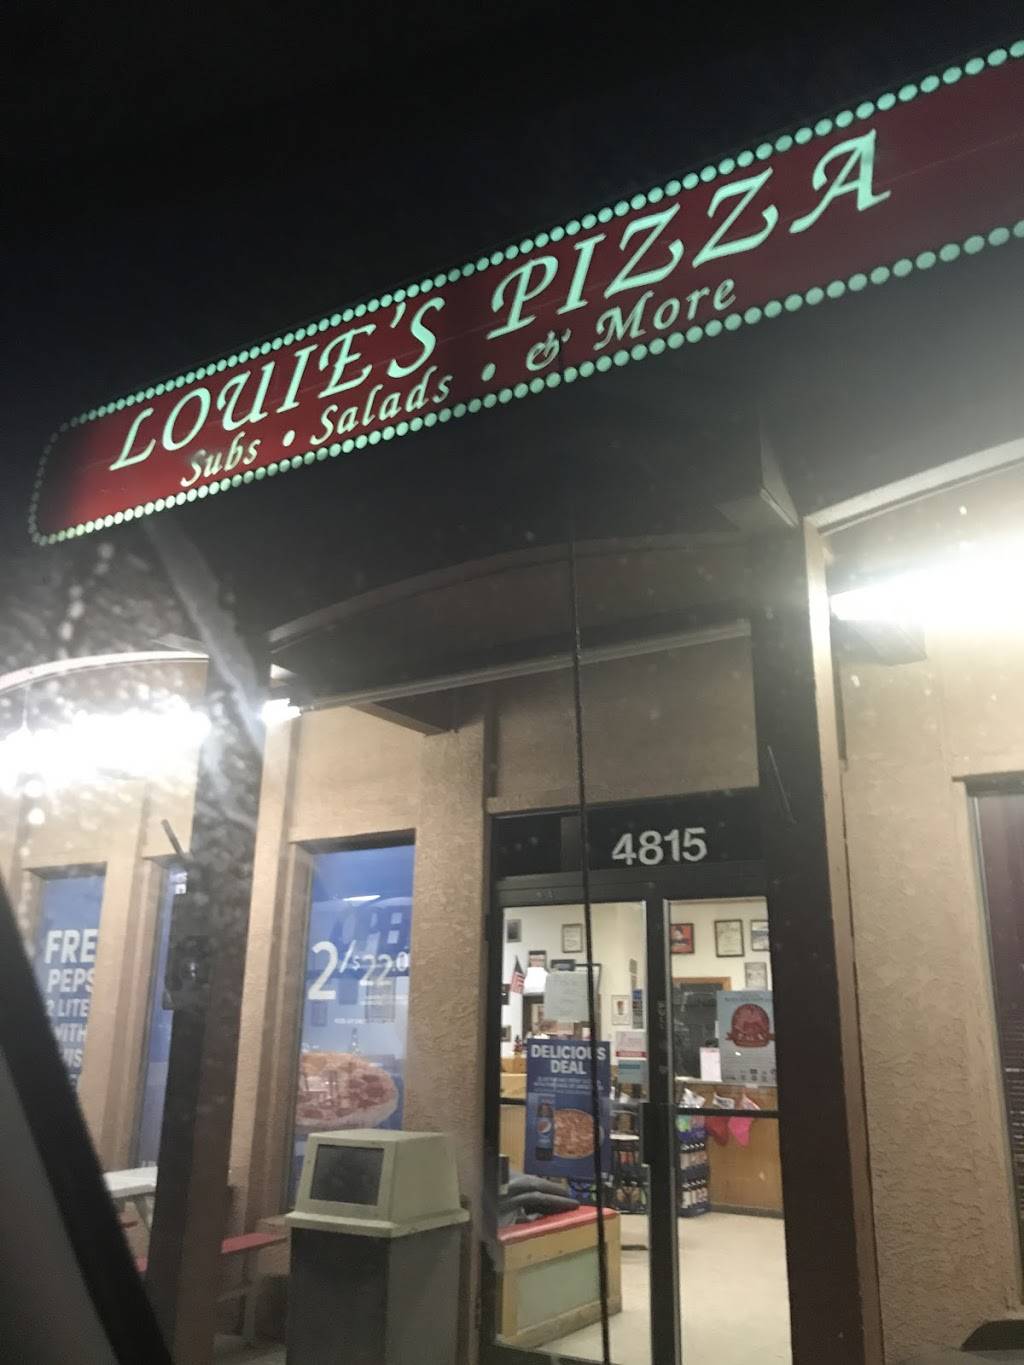 LOUIE'S PIZZA
Subs • Salads • & More
4815
FRE
PEPS
2 LITE
WITH
2/$22.0
DELICIOUS
DEAL